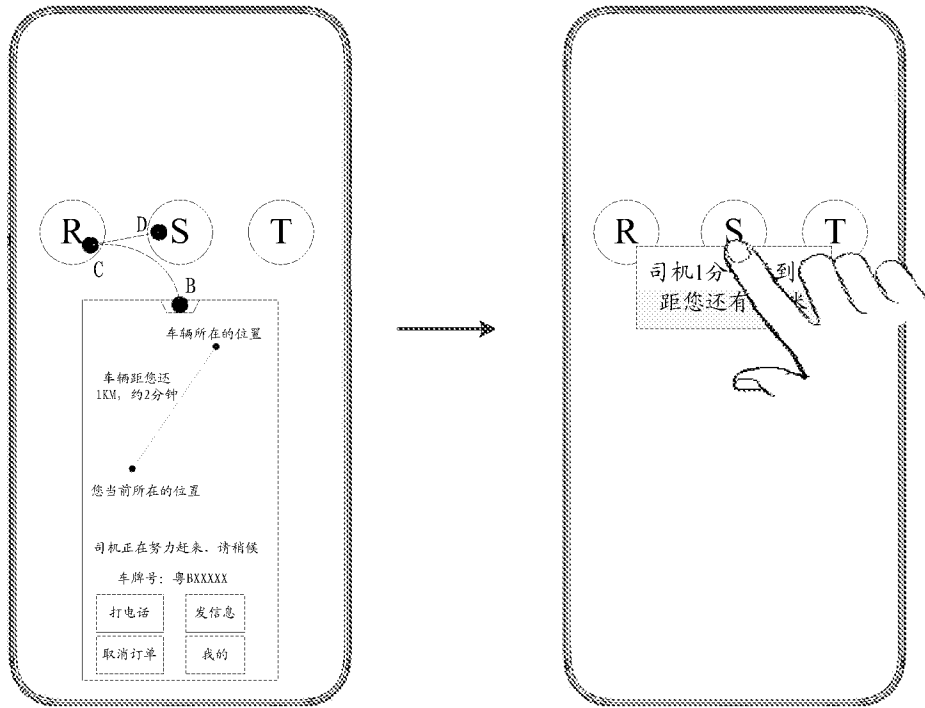 R S T
D
C
B
车辆所在的位置
车辆距您还
1KM，约2分钟
您当前所在的位置
司机正在努力赶来，请稍候
车牌号：粤BXXXXX
打电话 发信息
取消订单 我的
R S T
司机1分 到
距您还有 米